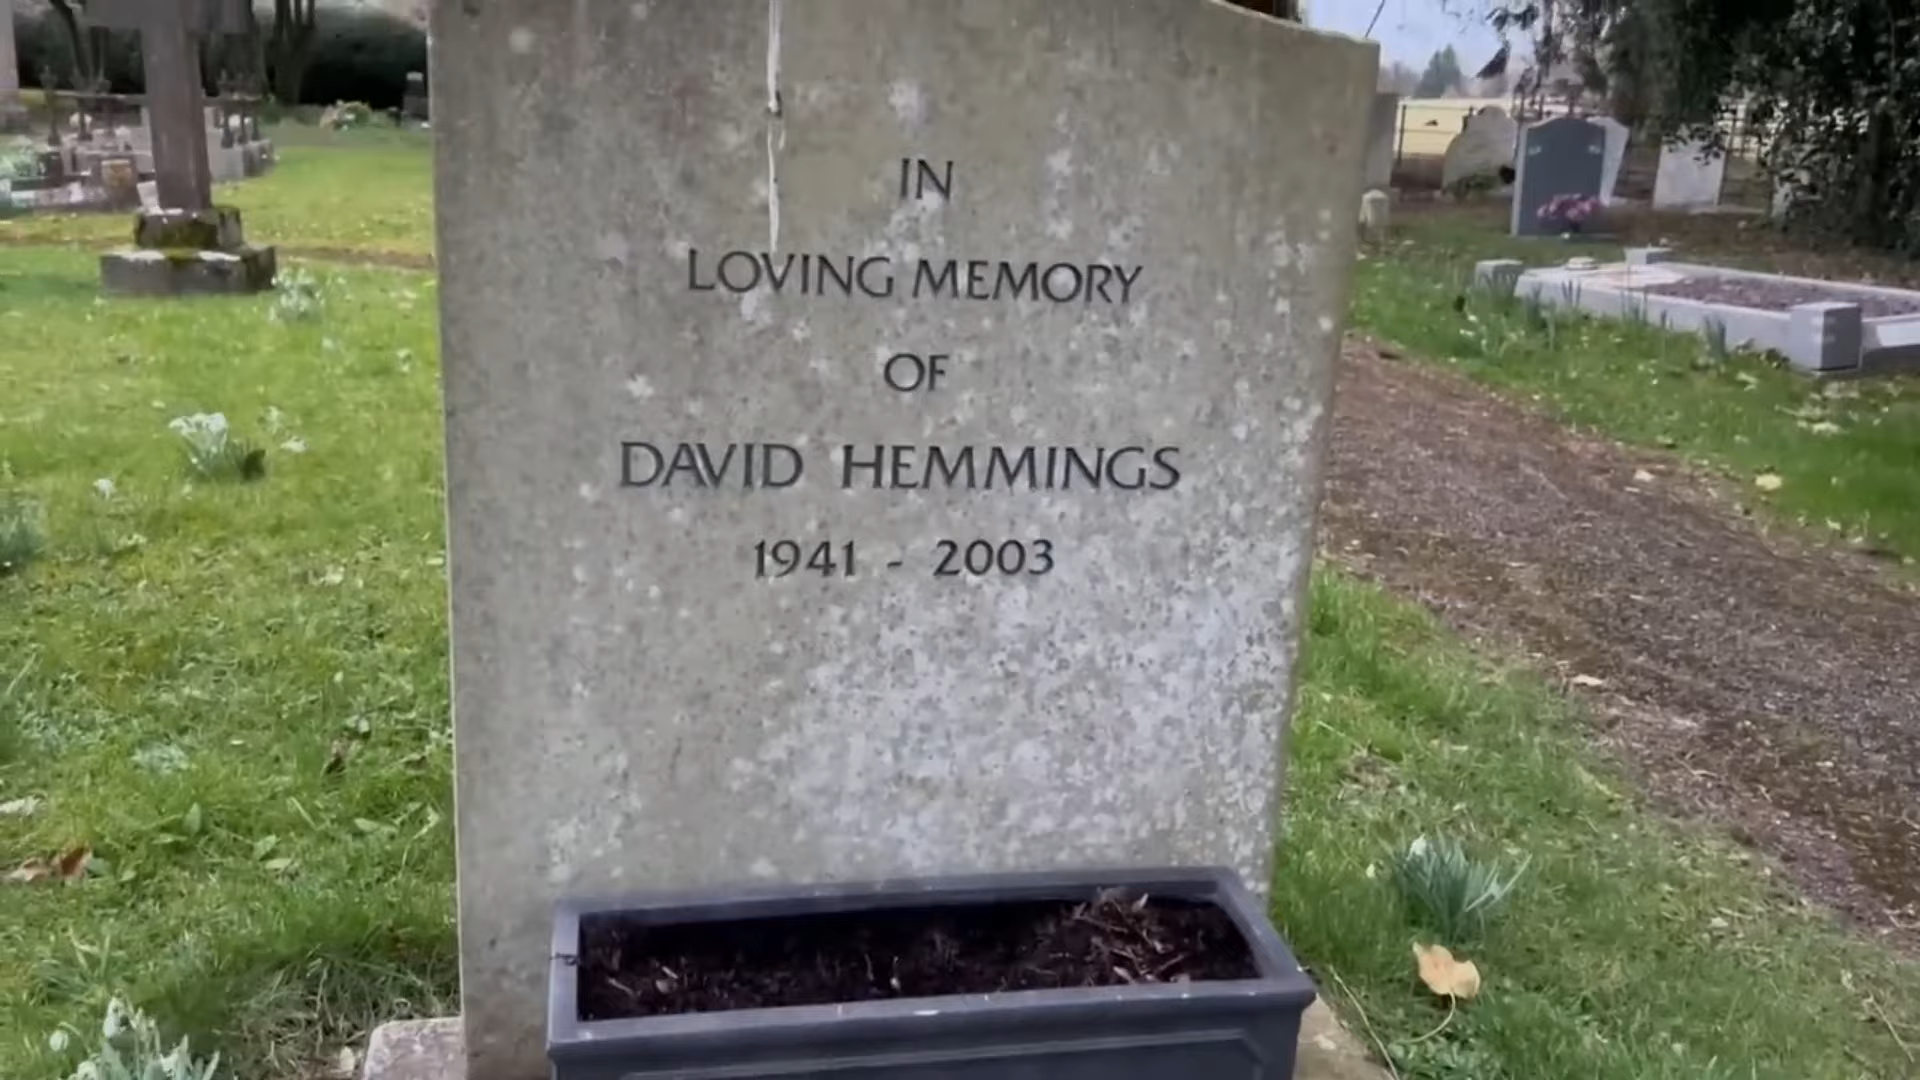 IN
LOVING MEMORY
OF
DAVID HEMMINGS
1941 - 2003